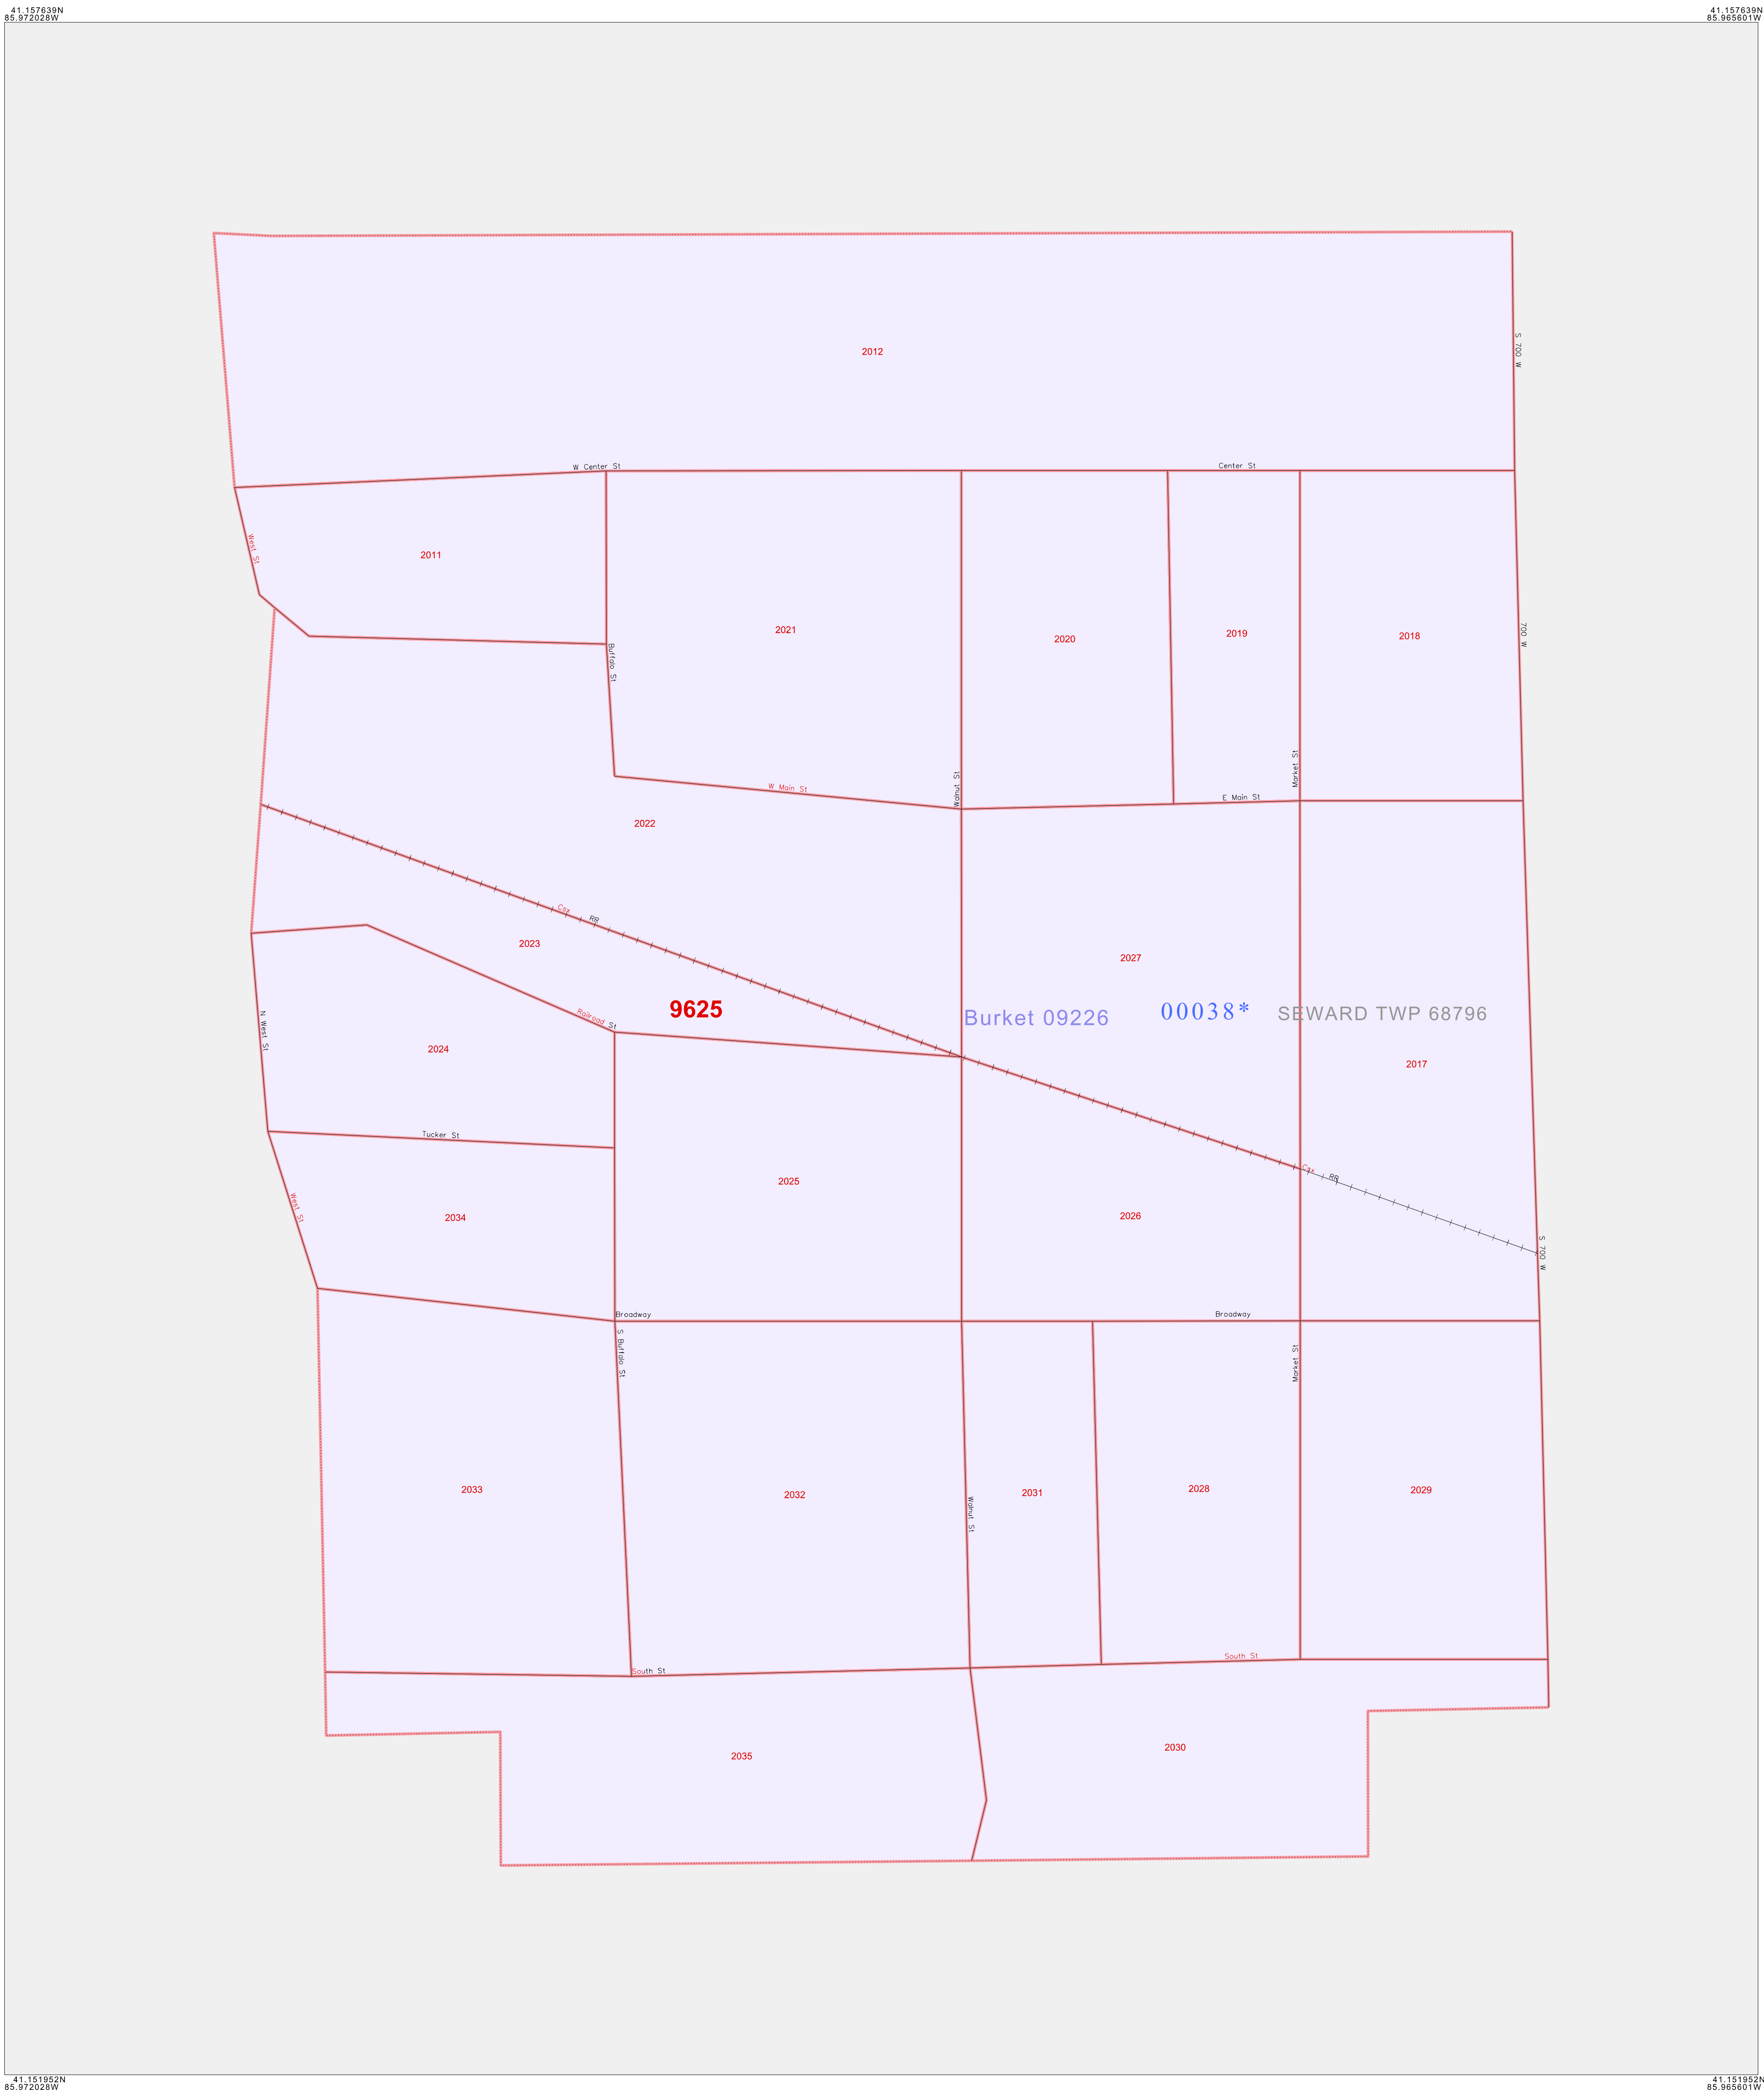 41.157639N
85.972028W
41.157639N
85.965601W
S 700 W
2012
W Center St
Center St
West St
2011
Buffalo St
2021
2020
2019
2018
700 W
Walnut St
Market St
W Main St
E Main St
2022
Csx RR
2023
2027
Railroad St
9625
Burket 09226
00038*
SEWARD TWP 68796
N West St
2024
2017
Tucker St
Csx RR
2025
2034
West St
2026
S 700 W
Broadway
Broadway
S Buffalo St
Market St
2033
2032
Walnut St
2031
2028
2029
South St
South St
2035
2030
41.151952N
85.972028W
41.151952N
85.965601W